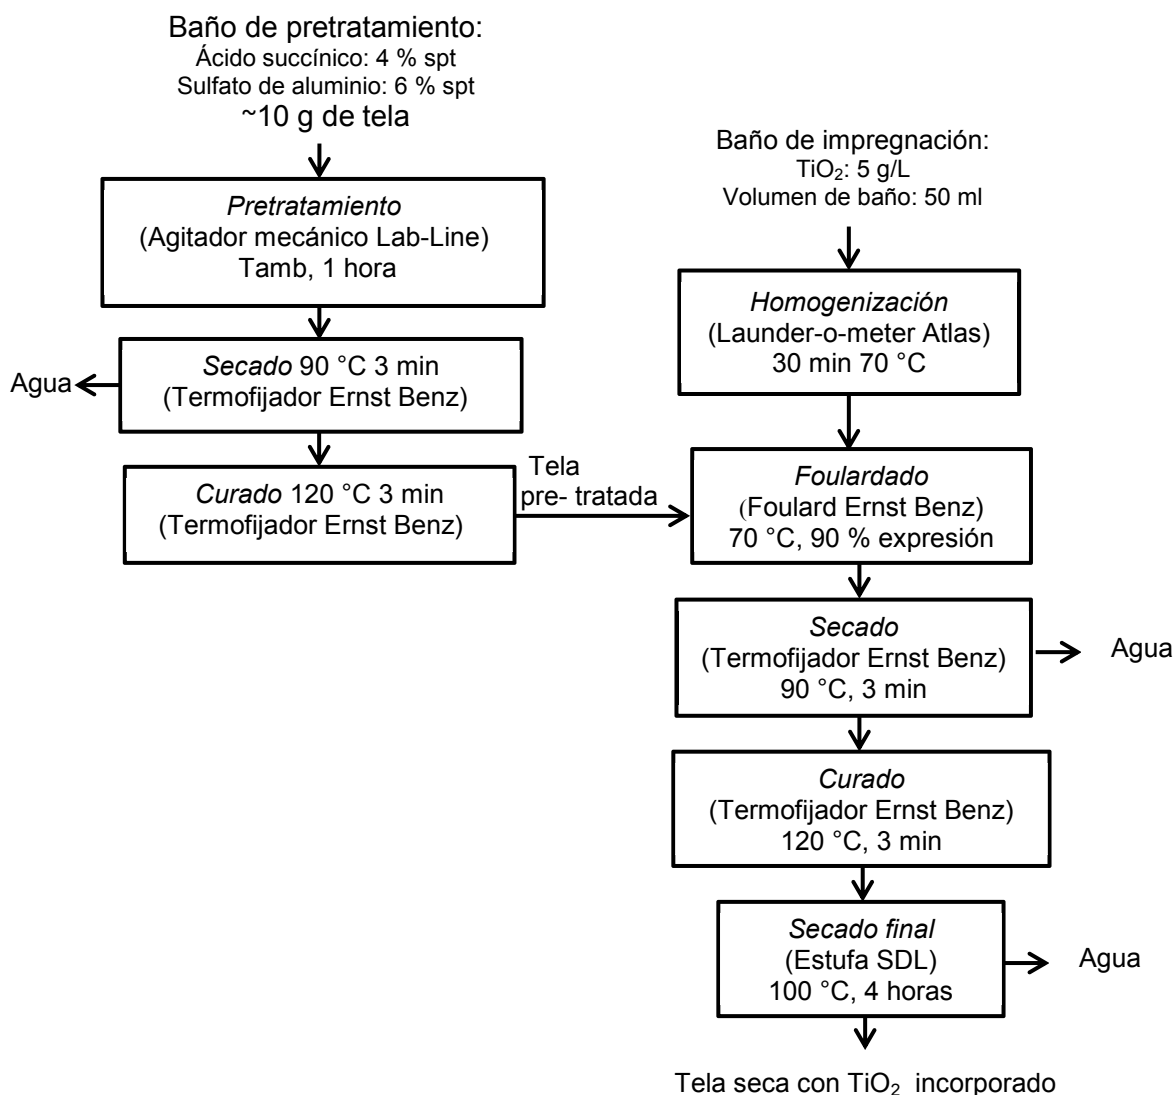 Baño de pretratamiento:
Ácido succínico: 4 % spt
Sulfato de aluminio: 6 % spt
~10 g de tela
Pretratamiento
(Agitador mecánico Lab-Line)
Tamb, 1 hora
Agua
Secado 90 °C 3 min
(Termofijador Ernst Benz)
Curado 120 °C 3 min
(Termofijador Ernst Benz)
Tela
pre- tratada
Baño de impregnación:
TiO₂: 5 g/L
Volumen de baño: 50 ml
Homogenización
(Launder-o-meter Atlas)
30 min 70 °C
Foulardado
(Foulard Ernst Benz)
70 °C, 90 % expresión
Secado
(Termofijador Ernst Benz)
90 °C, 3 min
Agua
Curado
(Termofijador Ernst Benz)
120 °C, 3 min
Secado final
(Estufa SDL)
100 °C, 4 horas
Agua
Tela seca con TiO₂ incorporado